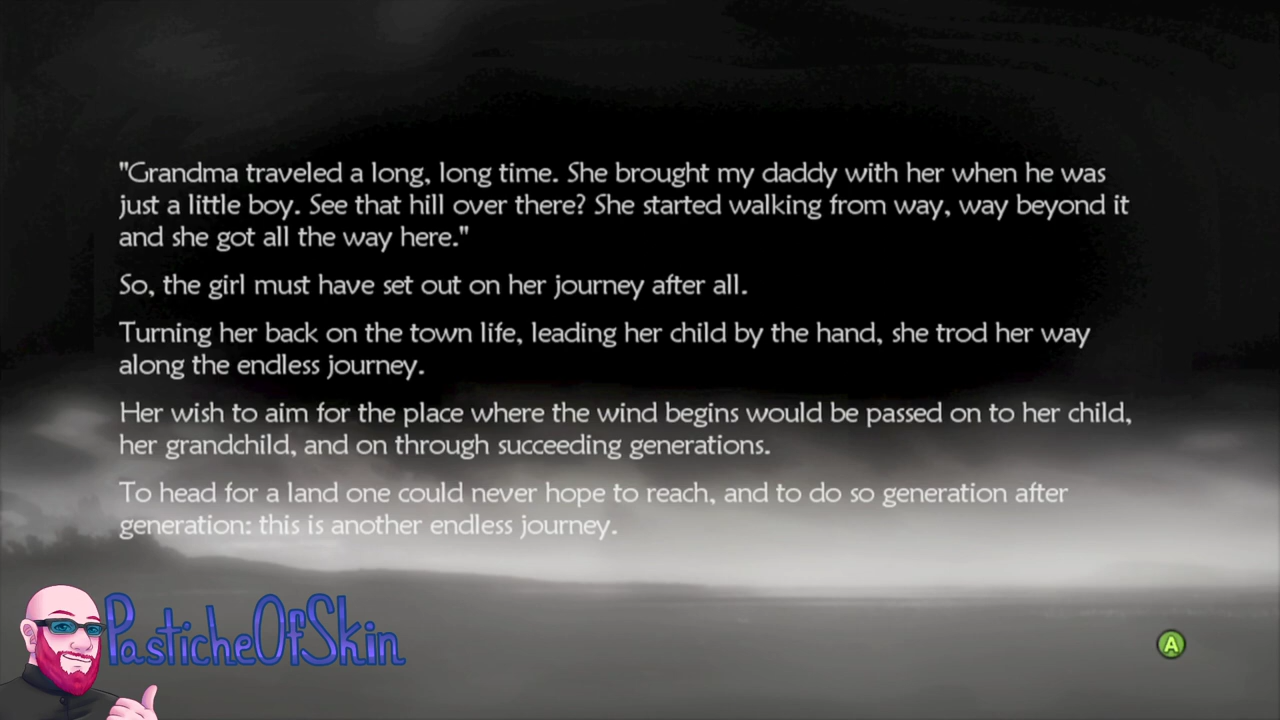 "Grandma traveled a long, long time. She brought my daddy with her when he was
just a little boy. See that hill over there? She started walking from way, way beyond it
and she got all the way here."
So, the girl must have set out on her journey after all.
Turning her back on the town life, leading her child by the hand, she trod her way
along the endless journey.
Her wish to aim for the place where the wind begins would be passed on to her child,
her grandchild, and on through succeeding generations.
To head for a land one could never hope to reach, and to do so generation after
generation: this is another endless journey.
PasticheOfSkin
A